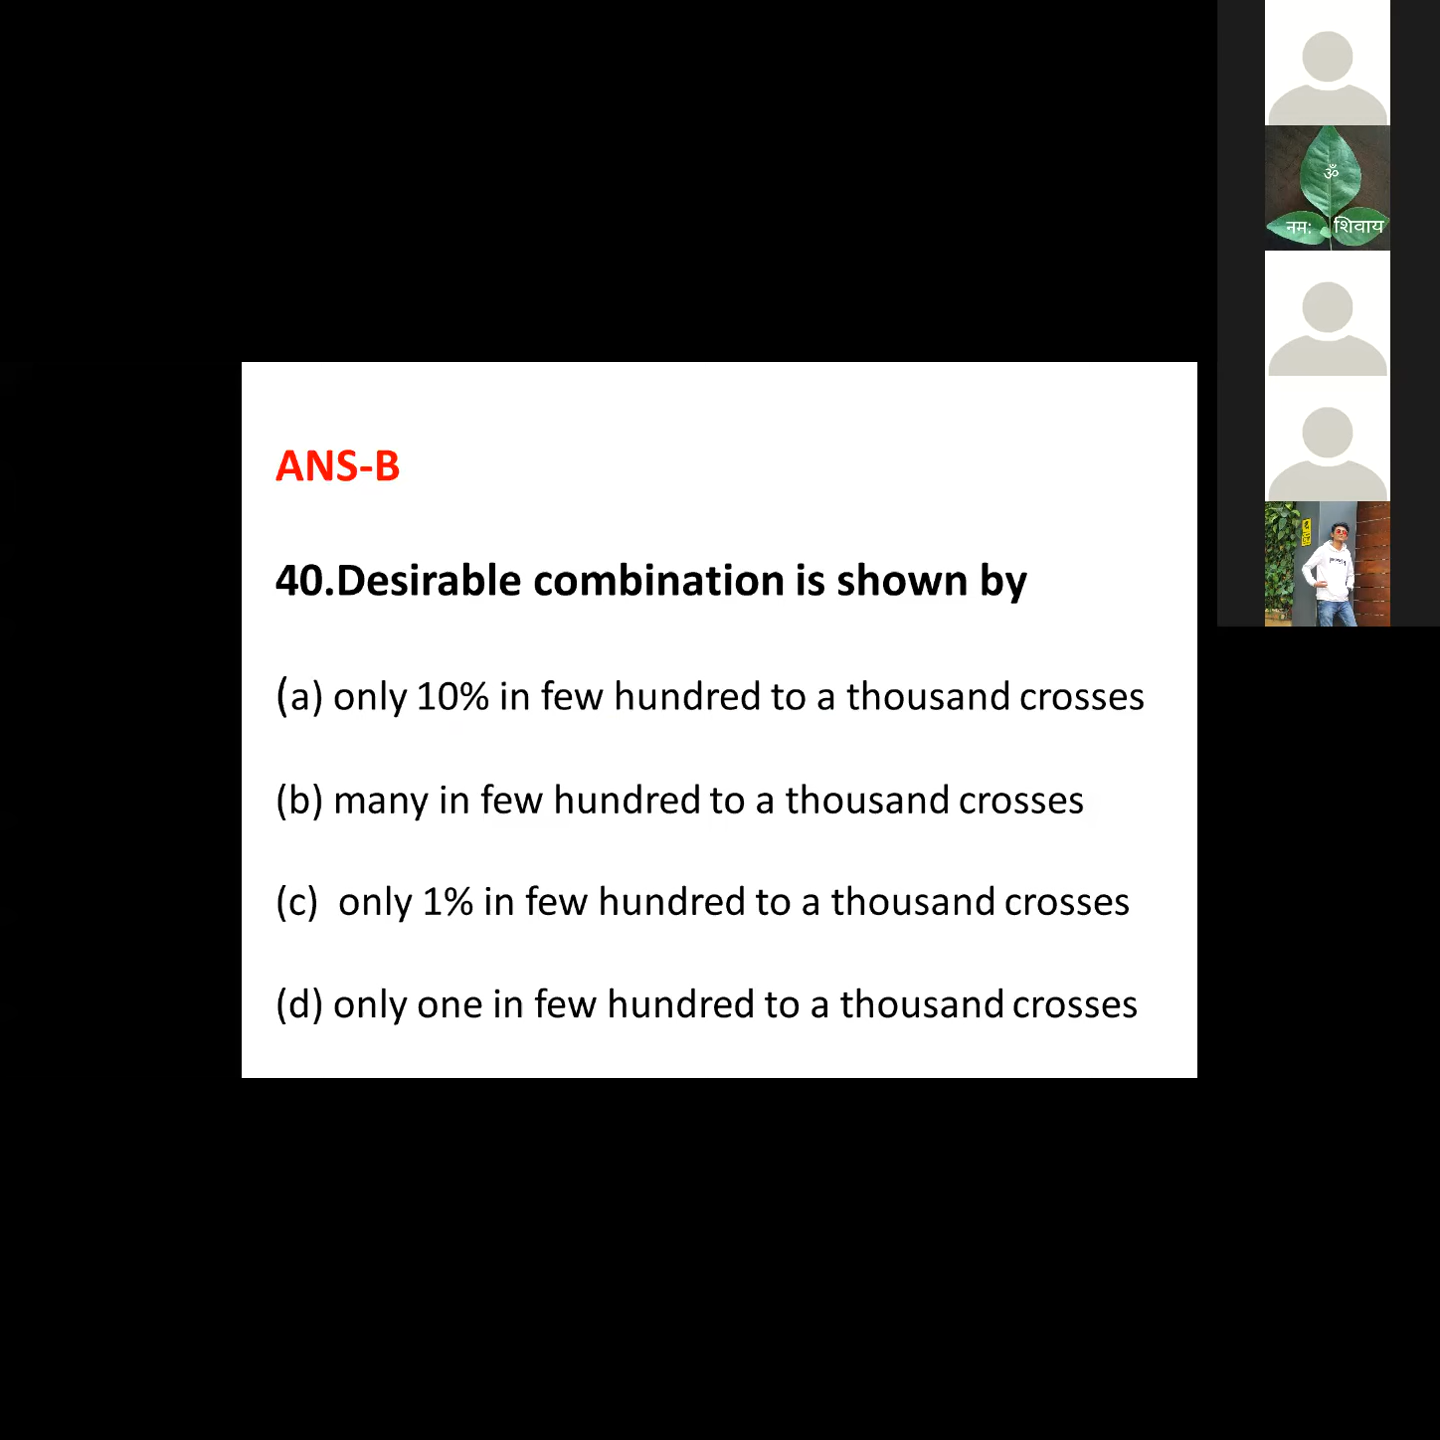 ANS-B
40.Desirable combination is shown by
(a) only 10% in few hundred to a thousand crosses
(b) many in few hundred to a thousand crosses
(c) only 1% in few hundred to a thousand crosses
(d) only one in few hundred to a thousand crosses
ॐ
नम: शिवाय